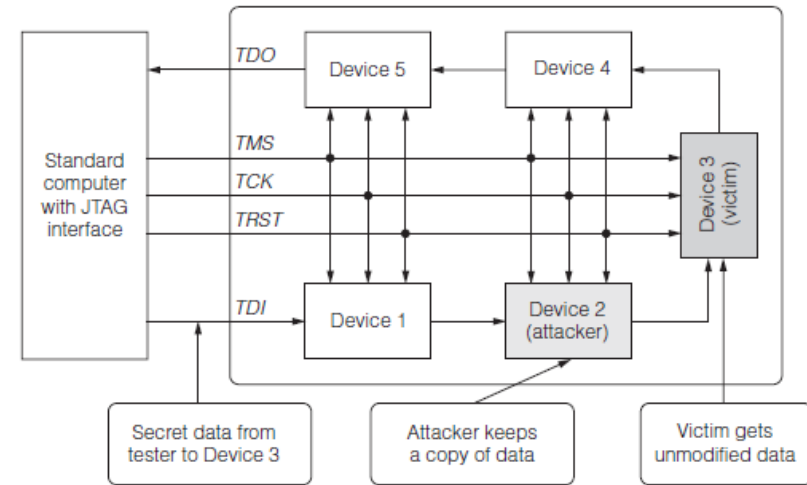 TDO
Device 5
Device 4
Standard
computer
with JTAG
interface
TMS
TCK
TRST
Device 3
(victim)
TDI
Device 1
Device 2
(attacker)
Secret data from
tester to Device 3
Attacker keeps
a copy of data
Victim gets
unmodified data